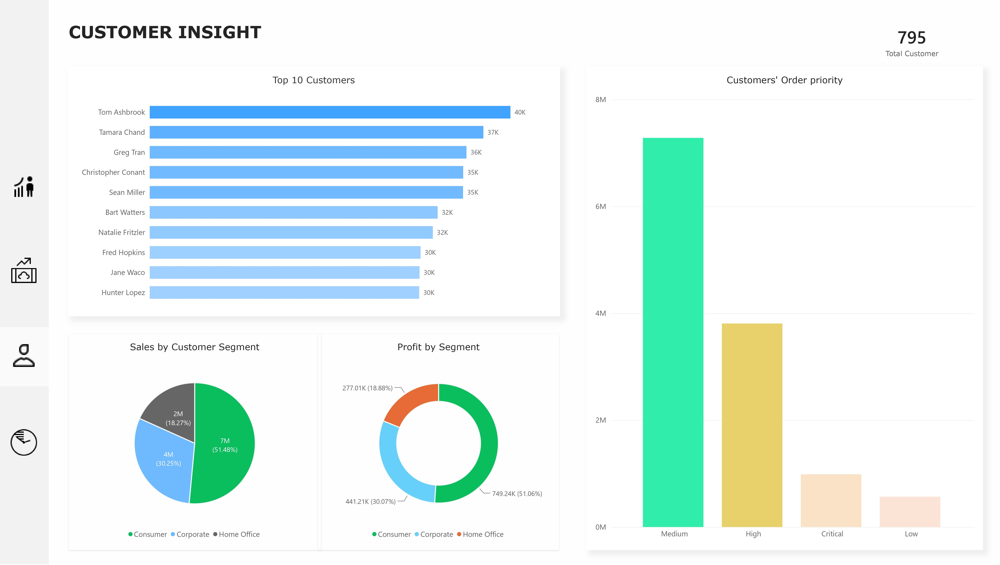 CUSTOMER INSIGHT
795
Total Customer
Top 10 Customers
Tom Ashbrook 40K
Tamara Chand 37K
Greg Tran 36K
Christopher Conant 35K
Sean Miller 35K
Bart Watters 32K
Natalie Fritzler 32K
Fred Hopkins 30K
Jane Waco 30K
Hunter Lopez 30K
Sales by Customer Segment
2M
(18.27%)
7M
(51.48%)
4M
(30.25%)
Consumer Corporate Home Office
Profit by Segment
277.01K (18.88%)
749.24K (51.06%)
441.21K (30.07%)
Consumer Corporate Home Office
Customers' Order priority
8M
6M
4M
2M
0M
Medium High Critical Low